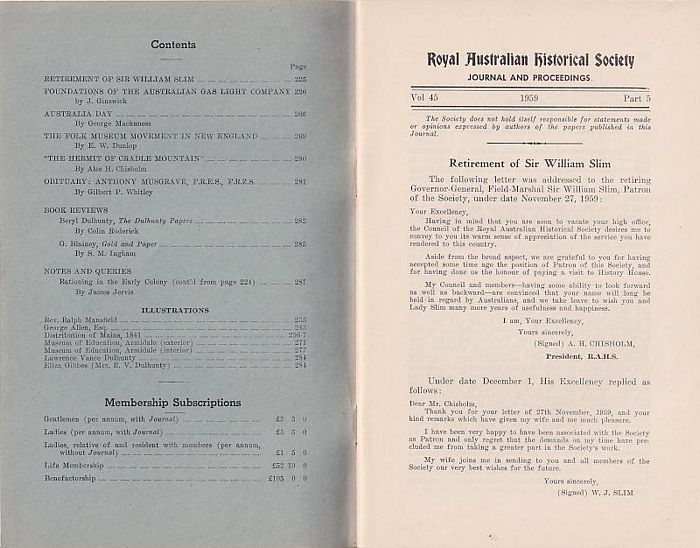 Contents
Page
RETIREMENT OF SIR WILLIAM SLIM 225
FOUNDATIONS OF THE AUSTRALIAN GAS LIGHT COMPANY 226
by J. Ginswick
AUSTRALIA DAY 266
By George Mackaness
THE FOLK MUSEUM MOVEMENT IN NEW ENGLAND 269
By E. W. Dunlop
"THE HERMIT OF CRADLE MOUNTAIN" 280
By Alec H. Chisholm
OBITUARY: ANTHONY MUSGRAVE, F.R.E.S., F.R.Z.S. 281
By Gilbert P. Whitley
BOOK REVIEWS
Beryl Dulhunty, The Dulhunty Papers 282
By Colin Roderick
G. Blainey, Gold and Paper 285
By S. M. Ingham
NOTES AND QUERIES
Rationing in the Early Colony (cont'd from page 224) 287
By James Jervis
ILLUSTRATIONS
Rev. Ralph Mansfield 235
George Allen, Esq. 243
Distribution of Mains, 1841 256-7
Museum of Education, Armidale (exterior) 271
Museum of Education, Armidale (interior) 277
Lawrence Vance Dulhunty 284
Eliza Gibbes (Mrs. E. V. Dulhunty) 284
Membership Subscriptions
Gentlemen (per annum, with Journal) £3 3 0
Ladies (per annum, with Journal) £3 3 0
Ladies, relative of and resident with members (per annum,
without Journal) £1 5 0
Life Membership £52 10 0
Benefactorship £105 0 0
Royal Australian Historical Society
JOURNAL AND PROCEEDINGS
Vol 45 1959 Part 5
The Society does not hold itself responsible for statements made
or opinions expressed by authors of the papers published in this
Journal.
Retirement of Sir William Slim
The following letter was addressed to the retiring
Governor-General, Field-Marshal Sir William Slim, Patron
of the Society, under date November 27, 1959:
Your Excellency,
Having in mind that you are soon to vacate your high office,
the Council of the Royal Australian Historical Society desires me to
convey to you its warm sense of appreciation of the service you have
rendered to this country.
Aside from the broad aspect, we are grateful to you for having
accepted some time ago the position of Patron of this Society, and
for having done us the honour of paying a visit to History House.
My Council and members—having some ability to look forward
as well as backward—are convinced that your name will long be
held in regard by Australians, and we take leave to wish you and
Lady Slim many more years of usefulness and happiness.
I am, Your Excellency,
Yours sincerely,
(Signed) A. H. CHISHOLM,
President, R.A.H.S.
Under date December 1, His Excellency replied as
follows:
Dear Mr. Chisholm,
Thank you for your letter of 27th November, 1959, and your
kind remarks which have given my wife and me much pleasure.
I have been very happy to have been associated with the Society
as Patron and only regret that the demands on my time have pre-
cluded me from taking a greater part in the Society's work.
My wife joins me in sending to you and all members of the
Society our very best wishes for the future.
Yours sincerely,
(Signed) W. J. SLIM